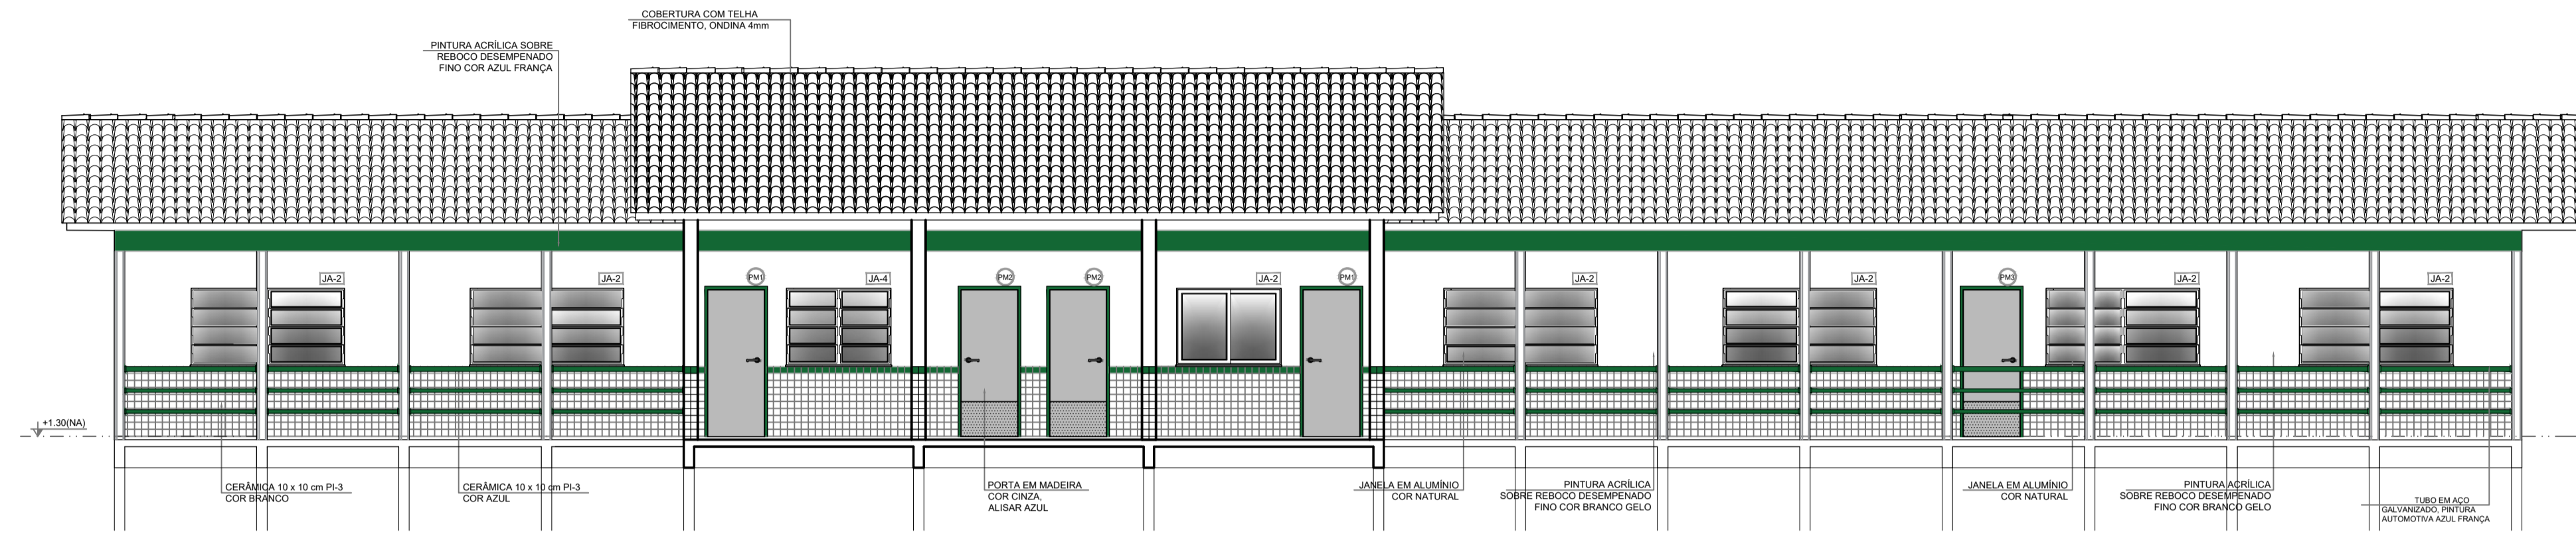 COBERTURA COM TELHA
FIBROCIMENTO, ONDINA 4mm
PINTURA ACRÍLICA SOBRE
REBOCO DESEMPENADO
FINO COR AZUL FRANÇA
JA-2
JA-2
PM1
JA-4
PM2
PM2
JA-2
PM1
JA-2
JA-2
PM3
JA-2
JA-2
+1.30(NA)
CERÂMICA 10 x 10 cm PI-3
COR BRANCO
CERÂMICA 10 x 10 cm PI-3
COR AZUL
PORTA EM MADEIRA
COR CINZA,
ALISAR AZUL
JANELA EM ALUMÍNIO
COR NATURAL
PINTURA ACRÍLICA
SOBRE REBOCO DESEMPENADO
FINO COR BRANCO GELO
JANELA EM ALUMÍNIO
COR NATURAL
PINTURA ACRÍLICA
SOBRE REBOCO DESEMPENADO
FINO COR BRANCO GELO
TUBO EM AÇO
GALVANIZADO, PINTURA
AUTOMOTIVA AZUL FRANÇA